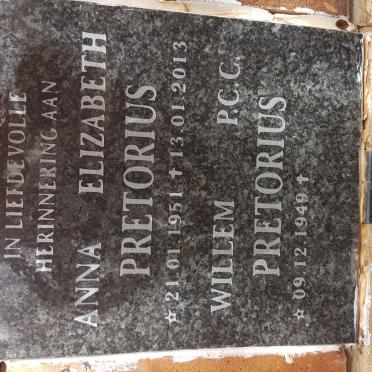 IN LIEFDEVOLLE
HERINNERING AAN
ANNA ELIZABETH
PRETORIUS
☆ 21.01.1951 ✝ 13.01.2013
WILLEM P.C.C.
PRETORIUS
☆ 09.12.1949 ✝